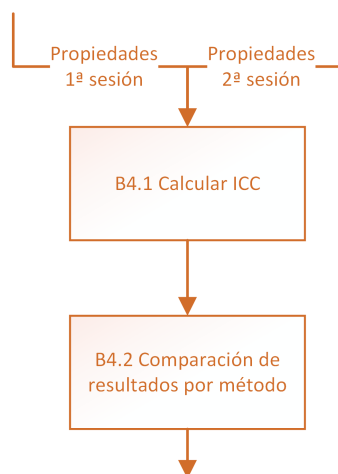 Propiedades
1ª sesión
Propiedades
2ª sesión
B4.1 Calcular ICC
B4.2 Comparación de
resultados por método